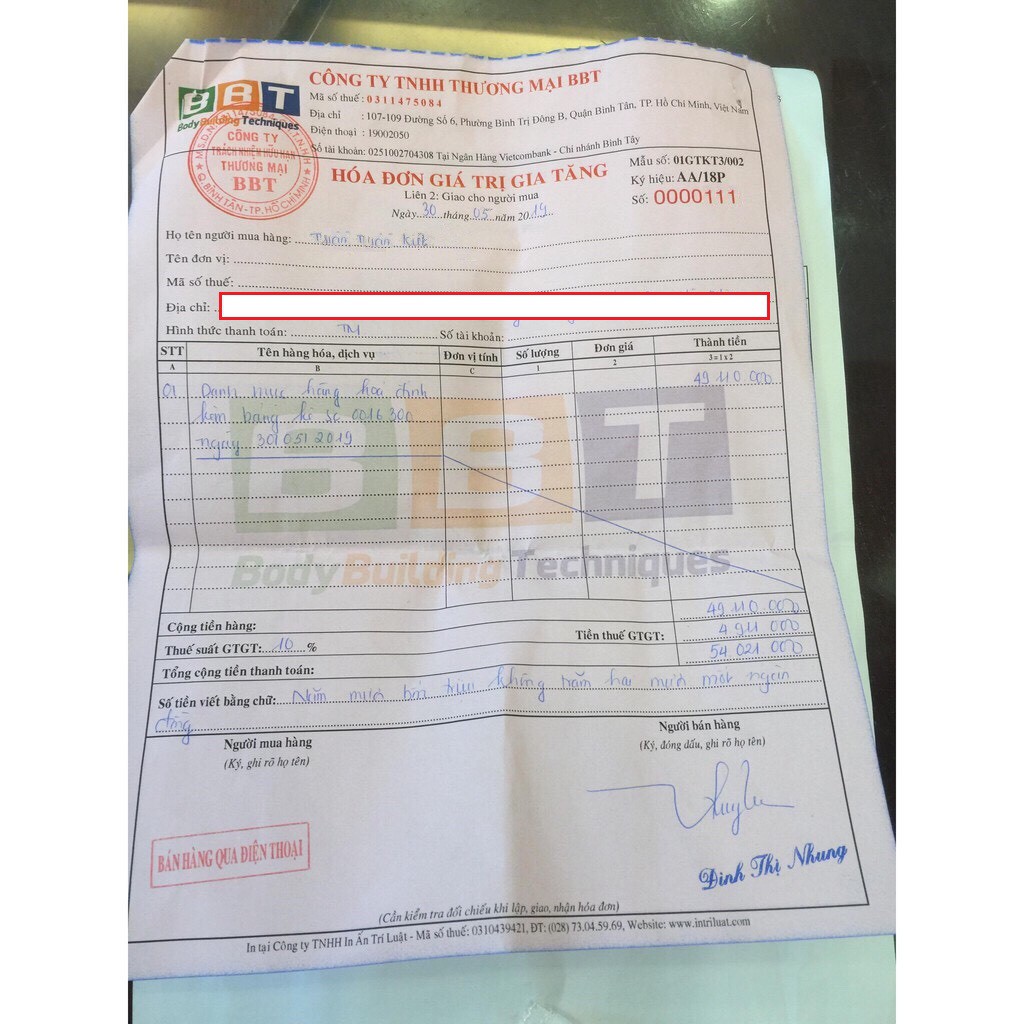 BBT
Body Building Techniques
CÔNG TY TNHH THƯƠNG MẠI BBT
Mã số thuế : 0311475084
Địa chỉ : 107-109 Đường Số 6, Phường Bình Trị Đông B, Quận Bình Tân, TP. Hồ Chí Minh, Việt Nam
Điện thoại : 19002050
Số tài khoản: 0251002704308 Tại Ngân Hàng Vietcombank - Chi nhánh Bình Tây
CÔNG TY
TRÁCH NHIỆM HỮU HẠN
THƯƠNG MẠI
BBT
Q.BÌNH TÂN - TP. HỒ CHÍ MINH
HÓA ĐƠN GIÁ TRỊ GIA TĂNG
Mẫu số: 01GTKT3/002
Liên 2: Giao cho người mua
Ký hiệu: AA/18P
Ngày 30 tháng 05 năm 2019
Số: 0000111
Họ tên người mua hàng: Kiệt
Tên đơn vị:
Mã số thuế:
Địa chỉ:
Hình thức thanh toán: TM Số tài khoản:
STT Tên hàng hóa, dịch vụ Đơn vị tính Số lượng Đơn giá Thành tiền
A B C 1 2 3 = 1 x 2
01 Danh mục hàng hoá đính 49 110 000
kèm bảng kê số 0016300
ngày 30/05/2019
BBT
Body Building Techniques
Cộng tiền hàng: 49 110 000
Thuế suất GTGT: 10 % Tiền thuế GTGT: 4 911 000
Tổng cộng tiền thanh toán: 54 021 000
Số tiền viết bằng chữ: Năm mươi bốn triệu không trăm hai mươi mốt ngàn
đồng
Người mua hàng Người bán hàng
(Ký, ghi rõ họ tên) (Ký, đóng dấu, ghi rõ họ tên)
BÁN HÀNG QUA ĐIỆN THOẠI
Đinh Thị Nhung
(Cần kiểm tra đối chiếu khi lập, giao, nhận hóa đơn)
In tại Công ty TNHH In Ấn Trí Luật - Mã số thuế: 0310439421, ĐT: (028) 73.04.59.69, Website: www.intriluat.com